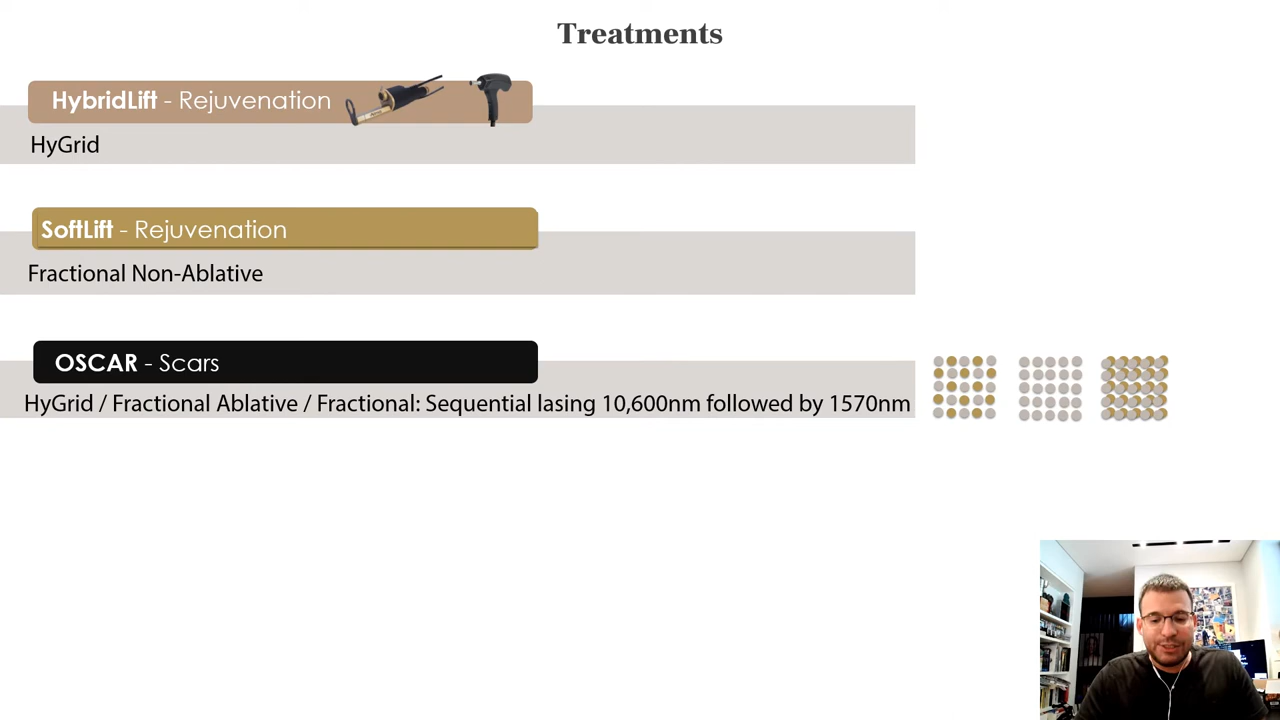 Treatments
HybridLift - Rejuvenation
HyGrid
SoftLift - Rejuvenation
Fractional Non-Ablative
OSCAR - Scars
HyGrid / Fractional Ablative / Fractional: Sequential lasing 10,600nm followed by 1570nm